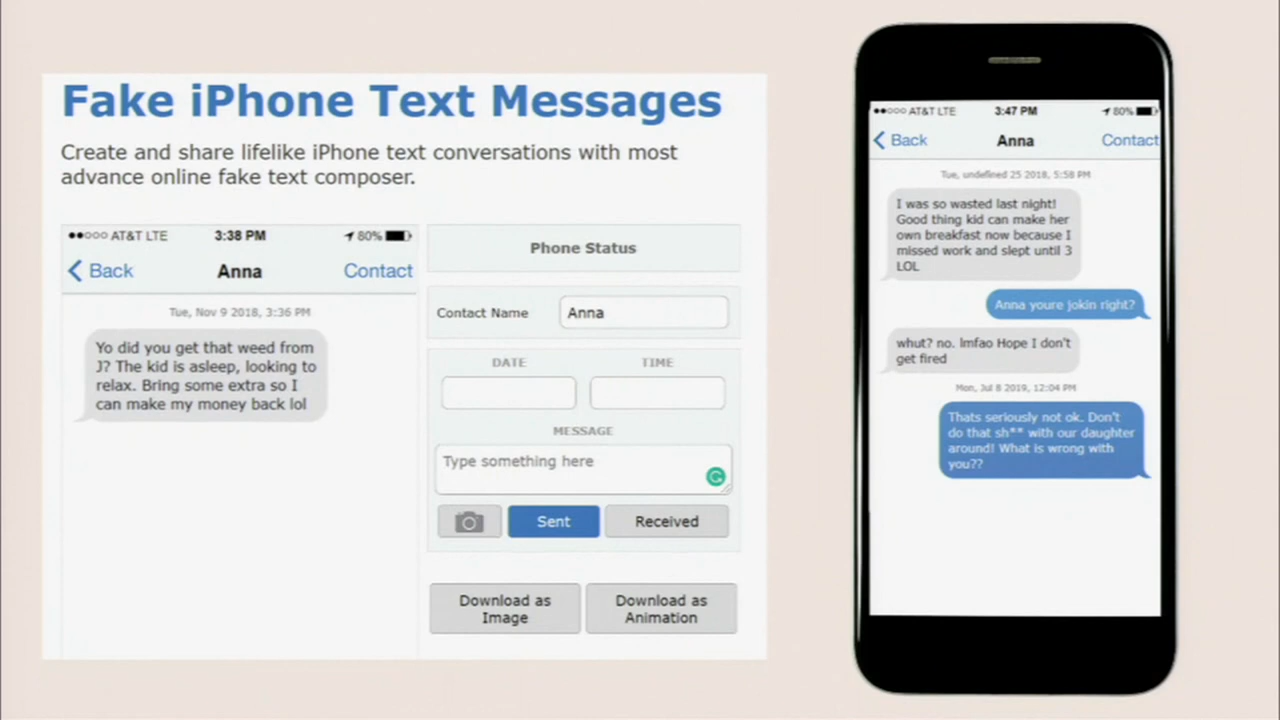 Fake iPhone Text Messages
Create and share lifelike iPhone text conversations with most
advance online fake text composer.
AT&T LTE 3:38 PM 80%
Back Anna Contact
Tue, Nov 9 2018, 3:36 PM
Yo did you get that weed from
J? The kid is asleep, looking to
relax. Bring some extra so I
can make my money back lol
Phone Status
Contact Name Anna
DATE TIME
MESSAGE
Type something here
Sent Received
Download as
Image
Download as
Animation
AT&T LTE 3:47 PM 80%
Back Anna Contact
Tue, undefined 25 2018, 5:58 PM
I was so wasted last night!
Good thing kid can make her
own breakfast now because I
missed work and slept until 3
LOL
Anna youre jokin right?
whut? no. lmfao Hope I don't
get fired
Mon, Jul 8 2019, 12:04 PM
Thats seriously not ok. Don't
do that sh** with our daughter
around! What is wrong with
you??